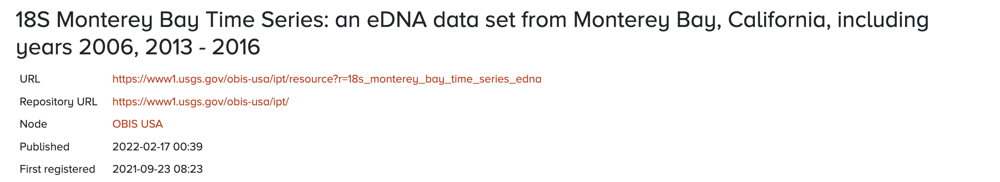 18S Monterey Bay Time Series: an eDNA data set from Monterey Bay, California, including
years 2006, 2013 - 2016
URL https://www1.usgs.gov/obis-usa/ipt/resource?r=18s_monterey_bay_time_series_edna
Repository URL https://www1.usgs.gov/obis-usa/ipt/
Node OBIS USA
Published 2022-02-17 00:39
First registered 2021-09-23 08:23